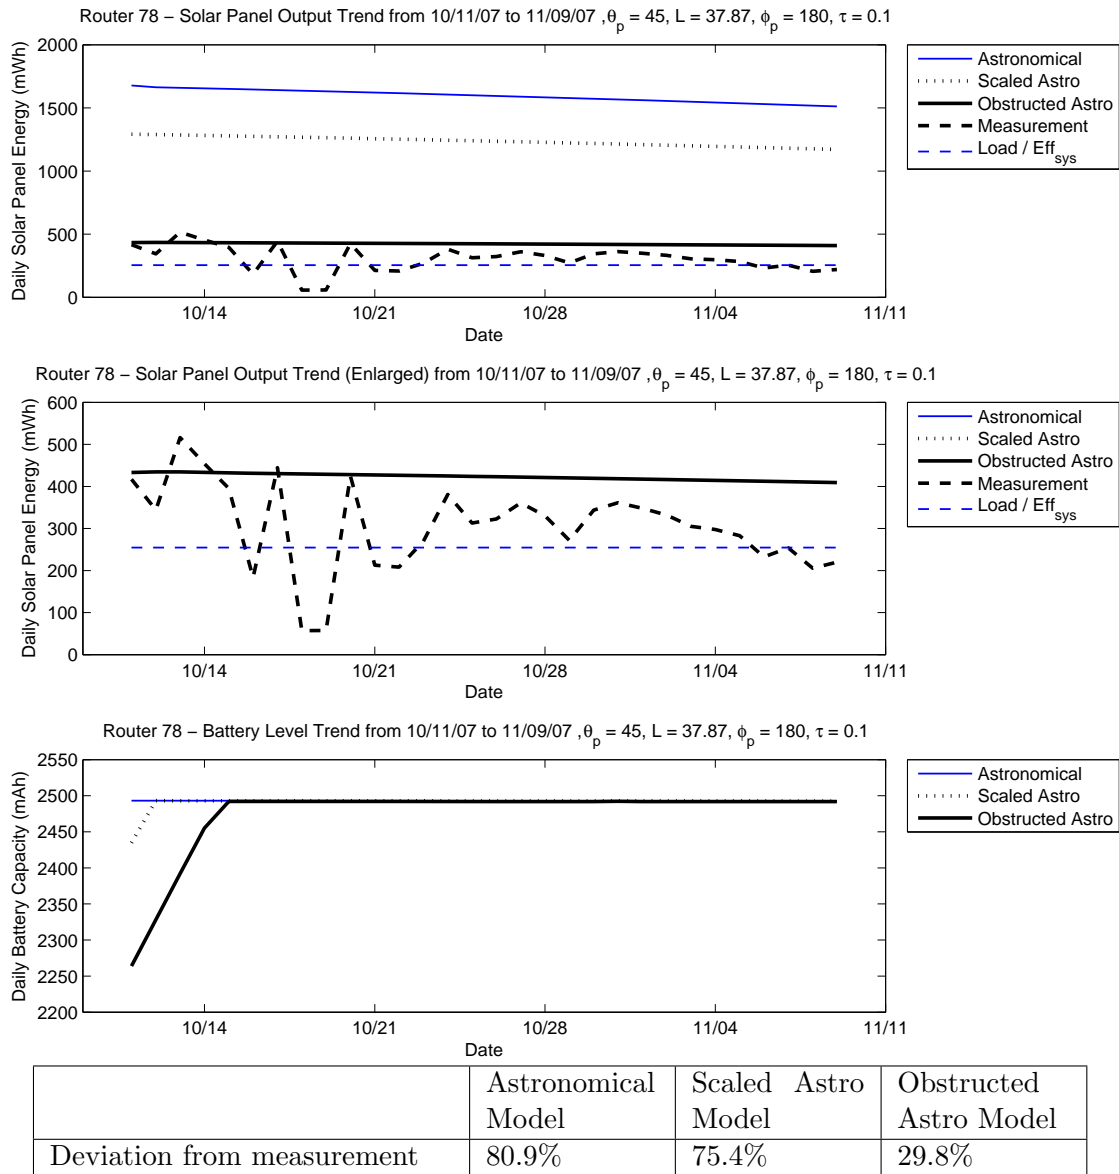 Router 78 − Solar Panel Output Trend from 10/11/07 to 11/09/07 ,θp = 45, L = 37.87, ϕp = 180, τ = 0.1
Daily Solar Panel Energy (mWh)
2000
1500
1000
500
0
10/14
10/21
10/28
11/04
11/11
Date
Astronomical
Scaled Astro
Obstructed Astro
Measurement
Load / Effsys
Router 78 − Solar Panel Output Trend (Enlarged) from 10/11/07 to 11/09/07 ,θp = 45, L = 37.87, ϕp = 180, τ = 0.1
Daily Solar Panel Energy (mWh)
600
500
400
300
200
100
0
10/14
10/21
10/28
11/04
11/11
Date
Astronomical
Scaled Astro
Obstructed Astro
Measurement
Load / Effsys
Router 78 − Battery Level Trend from 10/11/07 to 11/09/07 ,θp = 45, L = 37.87, ϕp = 180, τ = 0.1
Daily Battery Capacity (mAh)
2550
2500
2450
2400
2350
2300
2250
2200
10/14
10/21
10/28
11/04
11/11
Date
Astronomical
Scaled Astro
Obstructed Astro
Astronomical Model
Scaled Astro Model
Obstructed Astro Model
Deviation from measurement 80.9% 75.4% 29.8%